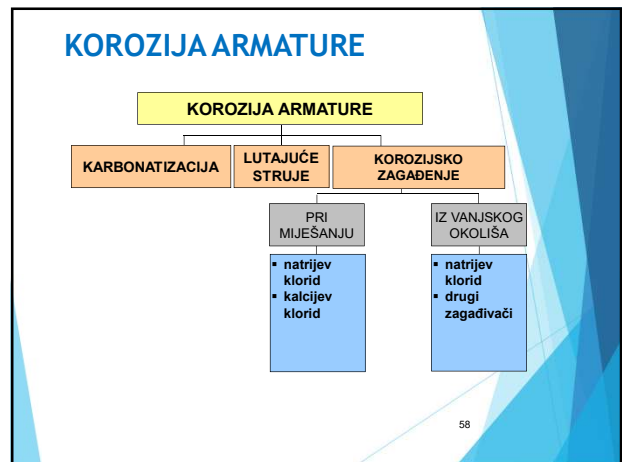 KOROZIJA ARMATURE
KOROZIJA ARMATURE
KARBONATIZACIJA
LUTAJUĆE
STRUJE
KOROZIJSKO
ZAGAĐENJE
PRI
MIJEŠANJU
IZ VANJSKOG
OKOLIŠA
▪ natrijev
klorid
▪ kalcijev
klorid
▪ natrijev
klorid
▪ drugi
zagađivači
58